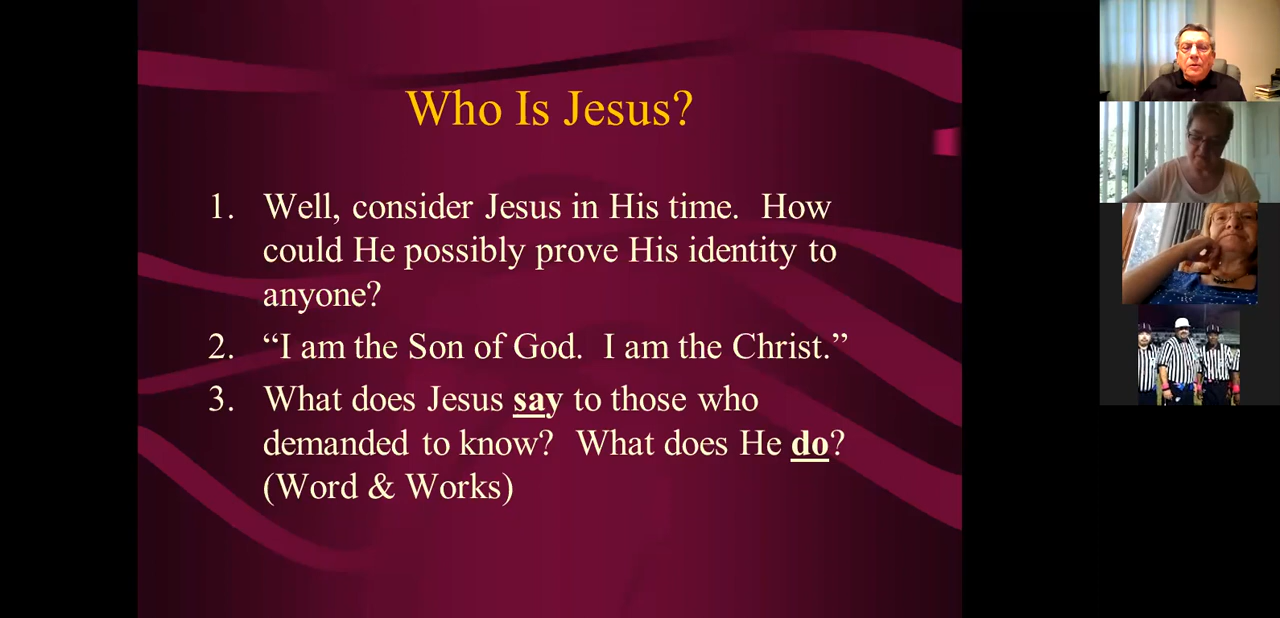 Who Is Jesus?
1. Well, consider Jesus in His time. How
could He possibly prove His identity to
anyone?
2. “I am the Son of God. I am the Christ.”
3. What does Jesus say to those who
demanded to know? What does He do?
(Word & Works)